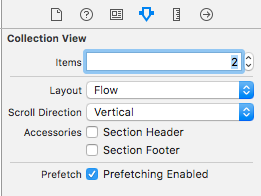 Collection View
Items 2
Layout Flow
Scroll Direction Vertical
Accessories Section Header
Section Footer
Prefetch Prefetching Enabled